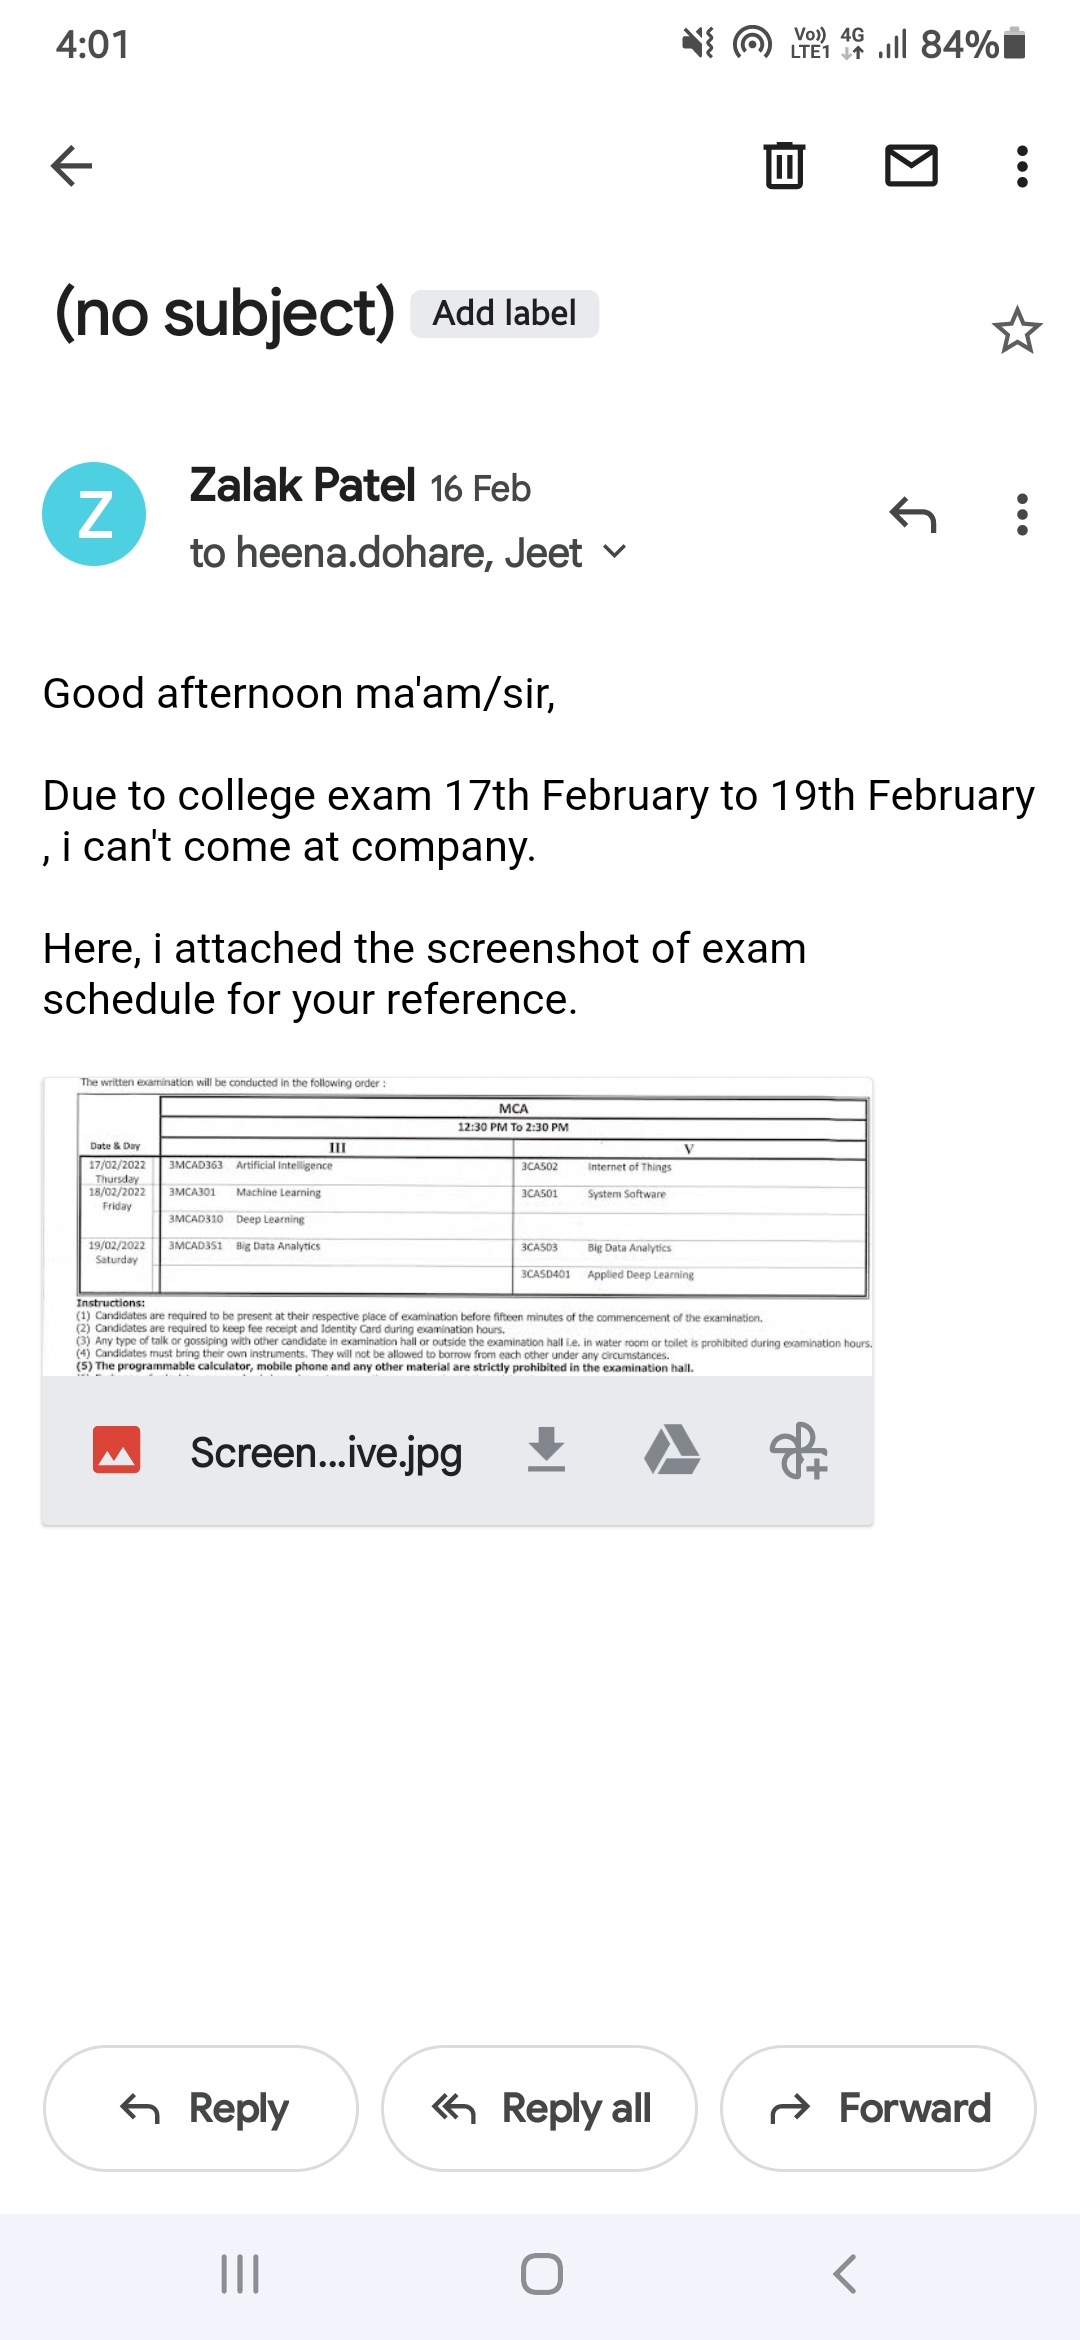 4:01
Vo)) LTE1 4G 84%
(no subject) Add label
Z
Zalak Patel 16 Feb
to heena.dohare, Jeet
Good afternoon ma'am/sir,
Due to college exam 17th February to 19th February
, i can't come at company.
Here, i attached the screenshot of exam
schedule for your reference.
The written examination will be conducted in the following order :
MCA
12:30 PM To 2:30 PM
Date & Day III V
17/02/2022 3MCAD363 Artificial Intelligence 3CA502 Internet of Things
Thursday
18/02/2022 3MCA301 Machine Learning 3CA501 System Software
Friday
3MCAD310 Deep Learning
19/02/2022 3MCAD351 Big Data Analytics 3CA503 Big Data Analytics
Saturday
3CA5D401 Applied Deep Learning
Instructions:
(1) Candidates are required to be present at their respective place of examination before fifteen minutes of the commencement of the examination.
(2) Candidates are required to keep fee receipt and Identity Card during examination hours.
(3) Any type of talk or gossiping with other candidate in examination hall or outside the examination hall i.e. in water room or toilet is prohibited during examination hours.
(4) Candidates must bring their own instruments. They will not be allowed to borrow from each other under any circumstances.
(5) The programmable calculator, mobile phone and any other material are strictly prohibited in the examination hall.
Screen...ive.jpg
Reply
Reply all
Forward